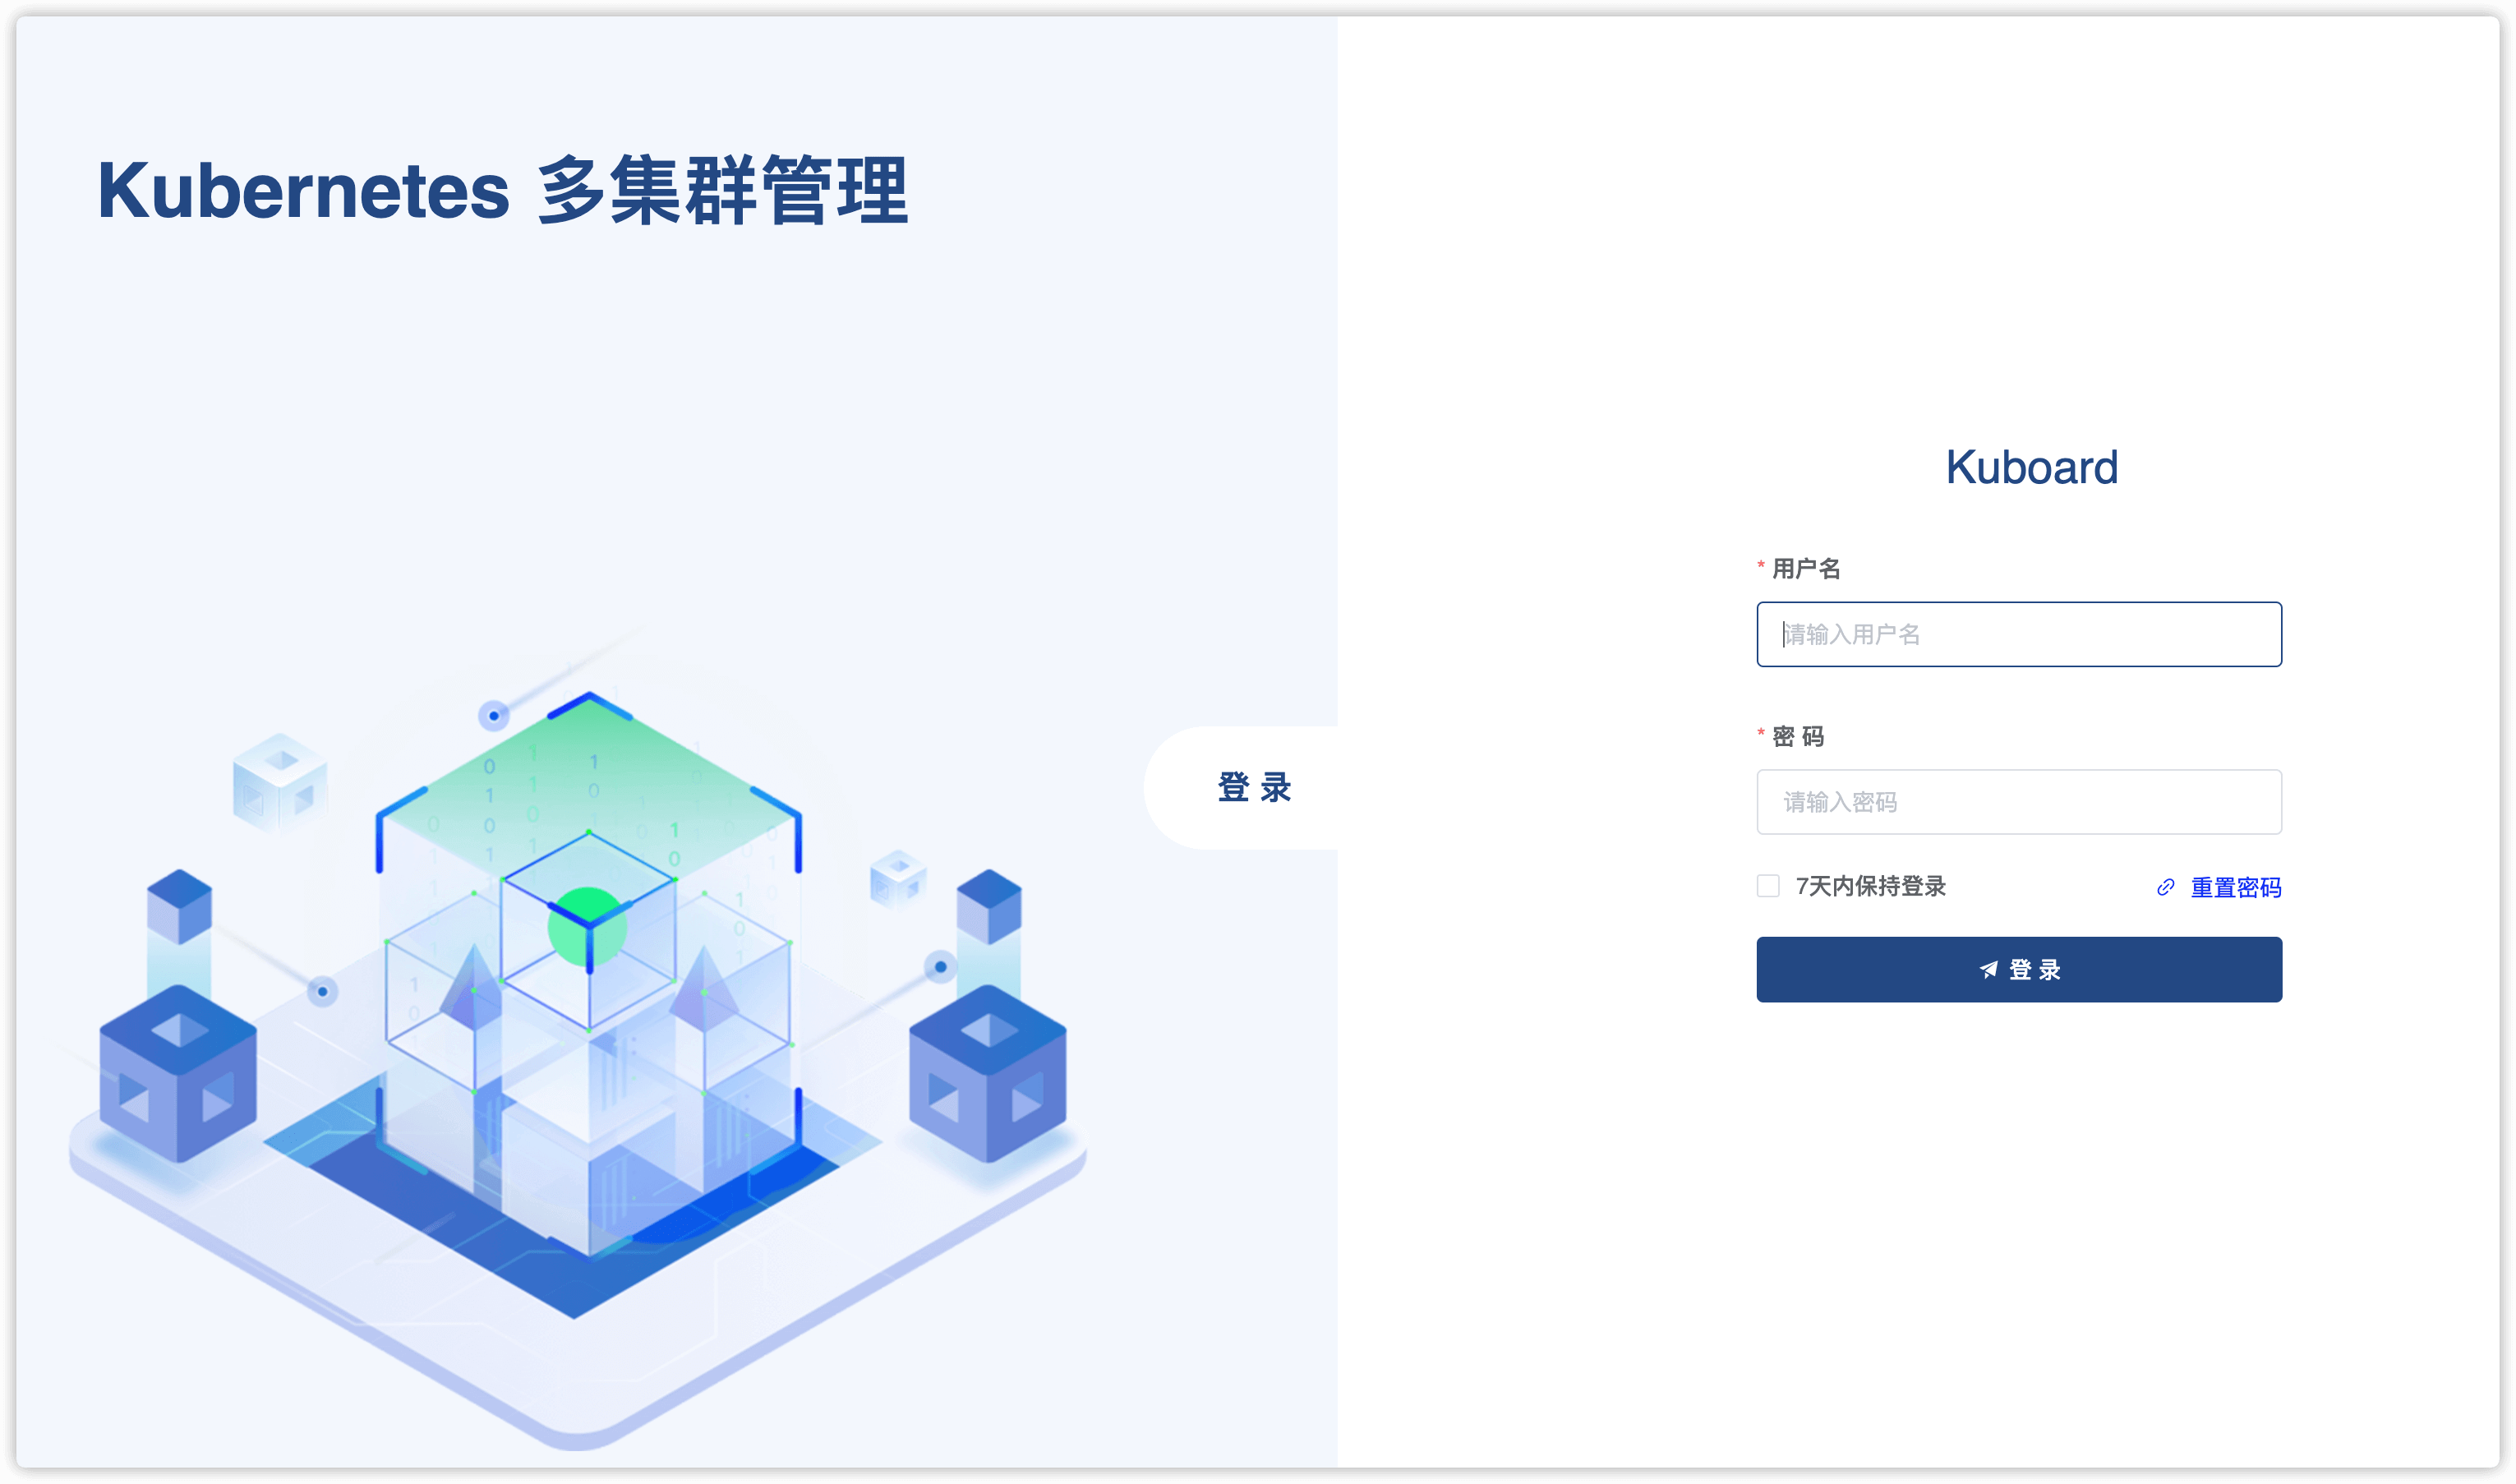 Kubernetes 多集群管理
登 录
Kuboard
* 用户名
请输入用户名
* 密 码
请输入密码
7天内保持登录
重置密码
登 录